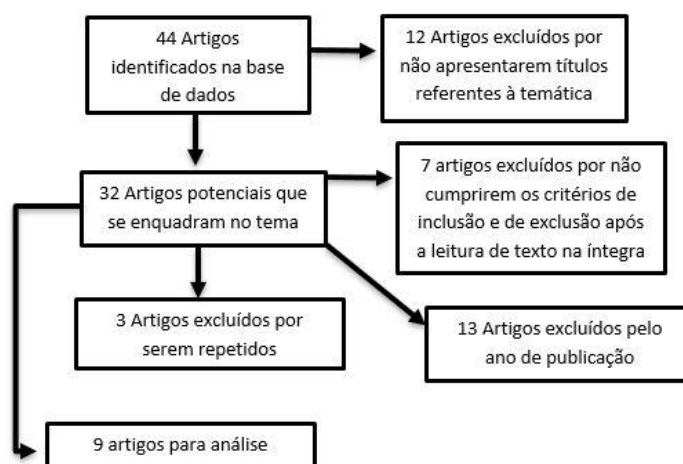 44 Artigos
identificados na base
de dados
12 Artigos excluídos por
não apresentarem títulos
referentes à temática
32 Artigos potenciais que
se enquadram no tema
7 artigos excluídos por não
cumprirem os critérios de
inclusão e de exclusão após
a leitura de texto na íntegra
3 Artigos excluídos por
serem repetidos
13 Artigos excluídos pelo
ano de publicação
9 artigos para análise